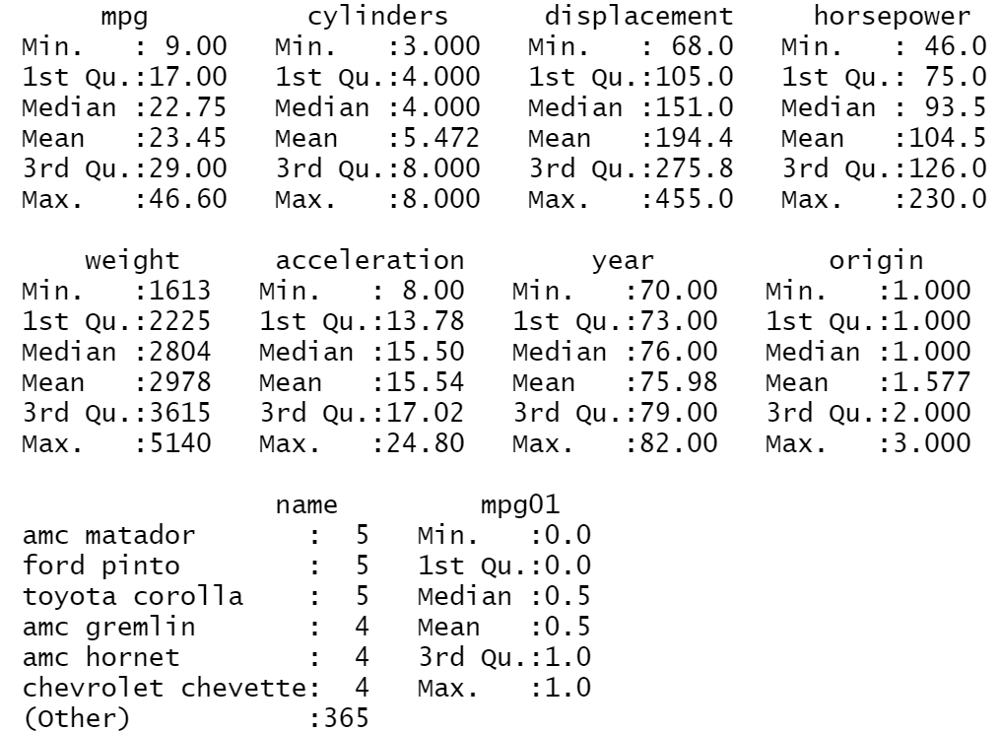 mpg          cylinders      displacement     horsepower
Min.   : 9.00   Min.   :3.000   Min.   : 68.0   Min.   : 46.0
1st Qu.:17.00   1st Qu.:4.000   1st Qu.:105.0   1st Qu.: 75.0
Median :22.75   Median :4.000   Median :151.0   Median : 93.5
Mean   :23.45   Mean   :5.472   Mean   :194.4   Mean   :104.5
3rd Qu.:29.00   3rd Qu.:8.000   3rd Qu.:275.8   3rd Qu.:126.0
Max.   :46.60   Max.   :8.000   Max.   :455.0   Max.   :230.0

    weight      acceleration        year           origin
Min.   :1613   Min.   : 8.00   Min.   :70.00   Min.   :1.000
1st Qu.:2225   1st Qu.:13.78   1st Qu.:73.00   1st Qu.:1.000
Median :2804   Median :15.50   Median :76.00   Median :1.000
Mean   :2978   Mean   :15.54   Mean   :75.98   Mean   :1.577
3rd Qu.:3615   3rd Qu.:17.02   3rd Qu.:79.00   3rd Qu.:2.000
Max.   :5140   Max.   :24.80   Max.   :82.00   Max.   :3.000

                name         mpg01
amc matador       :  5   Min.   :0.0
ford pinto        :  5   1st Qu.:0.0
toyota corolla    :  5   Median :0.5
amc gremlin       :  4   Mean   :0.5
amc hornet        :  4   3rd Qu.:1.0
chevrolet chevette:  4   Max.   :1.0
(Other)           :365